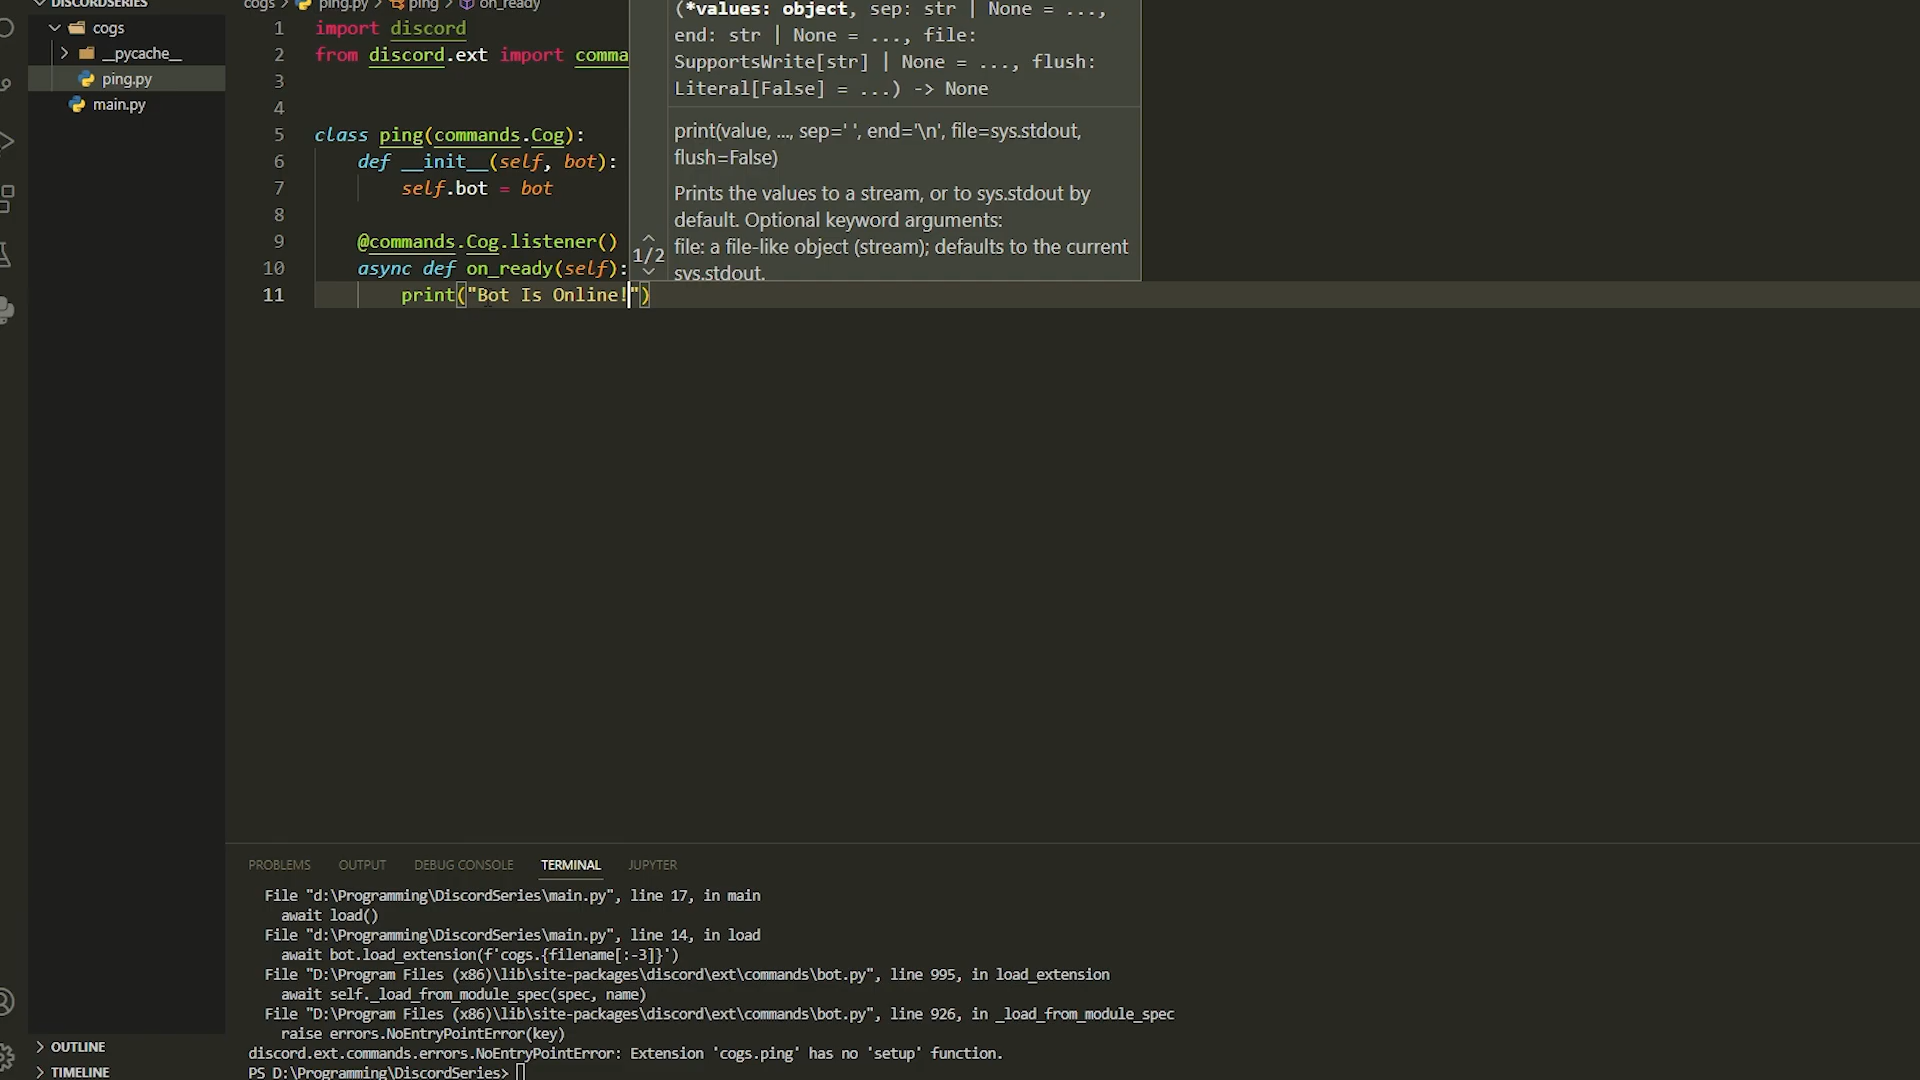 DISCORDSERIES
cogs
__pycache__
ping.py
main.py
OUTLINE
TIMELINE
cogs > ping.py > ping > on_ready
1 import discord
2 from discord.ext import comma
3
4
5 class ping(commands.Cog):
6 def __init__(self, bot):
7 self.bot = bot
8
9 @commands.Cog.listener()
10 async def on_ready(self):
11 print("Bot Is Online!")
1/2
(*values: object, sep: str | None = ...,
end: str | None = ..., file:
SupportsWrite[str] | None = ..., flush:
Literal[False] = ...) -> None
print(value, ..., sep=' ', end='\n', file=sys.stdout,
flush=False)
Prints the values to a stream, or to sys.stdout by
default. Optional keyword arguments:
file: a file-like object (stream); defaults to the current
sys.stdout.
PROBLEMS OUTPUT DEBUG CONSOLE TERMINAL JUPYTER
File "d:\Programming\DiscordSeries\main.py", line 17, in main
await load()
File "d:\Programming\DiscordSeries\main.py", line 14, in load
await bot.load_extension(f'cogs.{filename[:-3]}')
File "D:\Program Files (x86)\lib\site-packages\discord\ext\commands\bot.py", line 995, in load_extension
await self._load_from_module_spec(spec, name)
File "D:\Program Files (x86)\lib\site-packages\discord\ext\commands\bot.py", line 926, in _load_from_module_spec
raise errors.NoEntryPointError(key)
discord.ext.commands.errors.NoEntryPointError: Extension 'cogs.ping' has no 'setup' function.
PS D:\Programming\DiscordSeries>